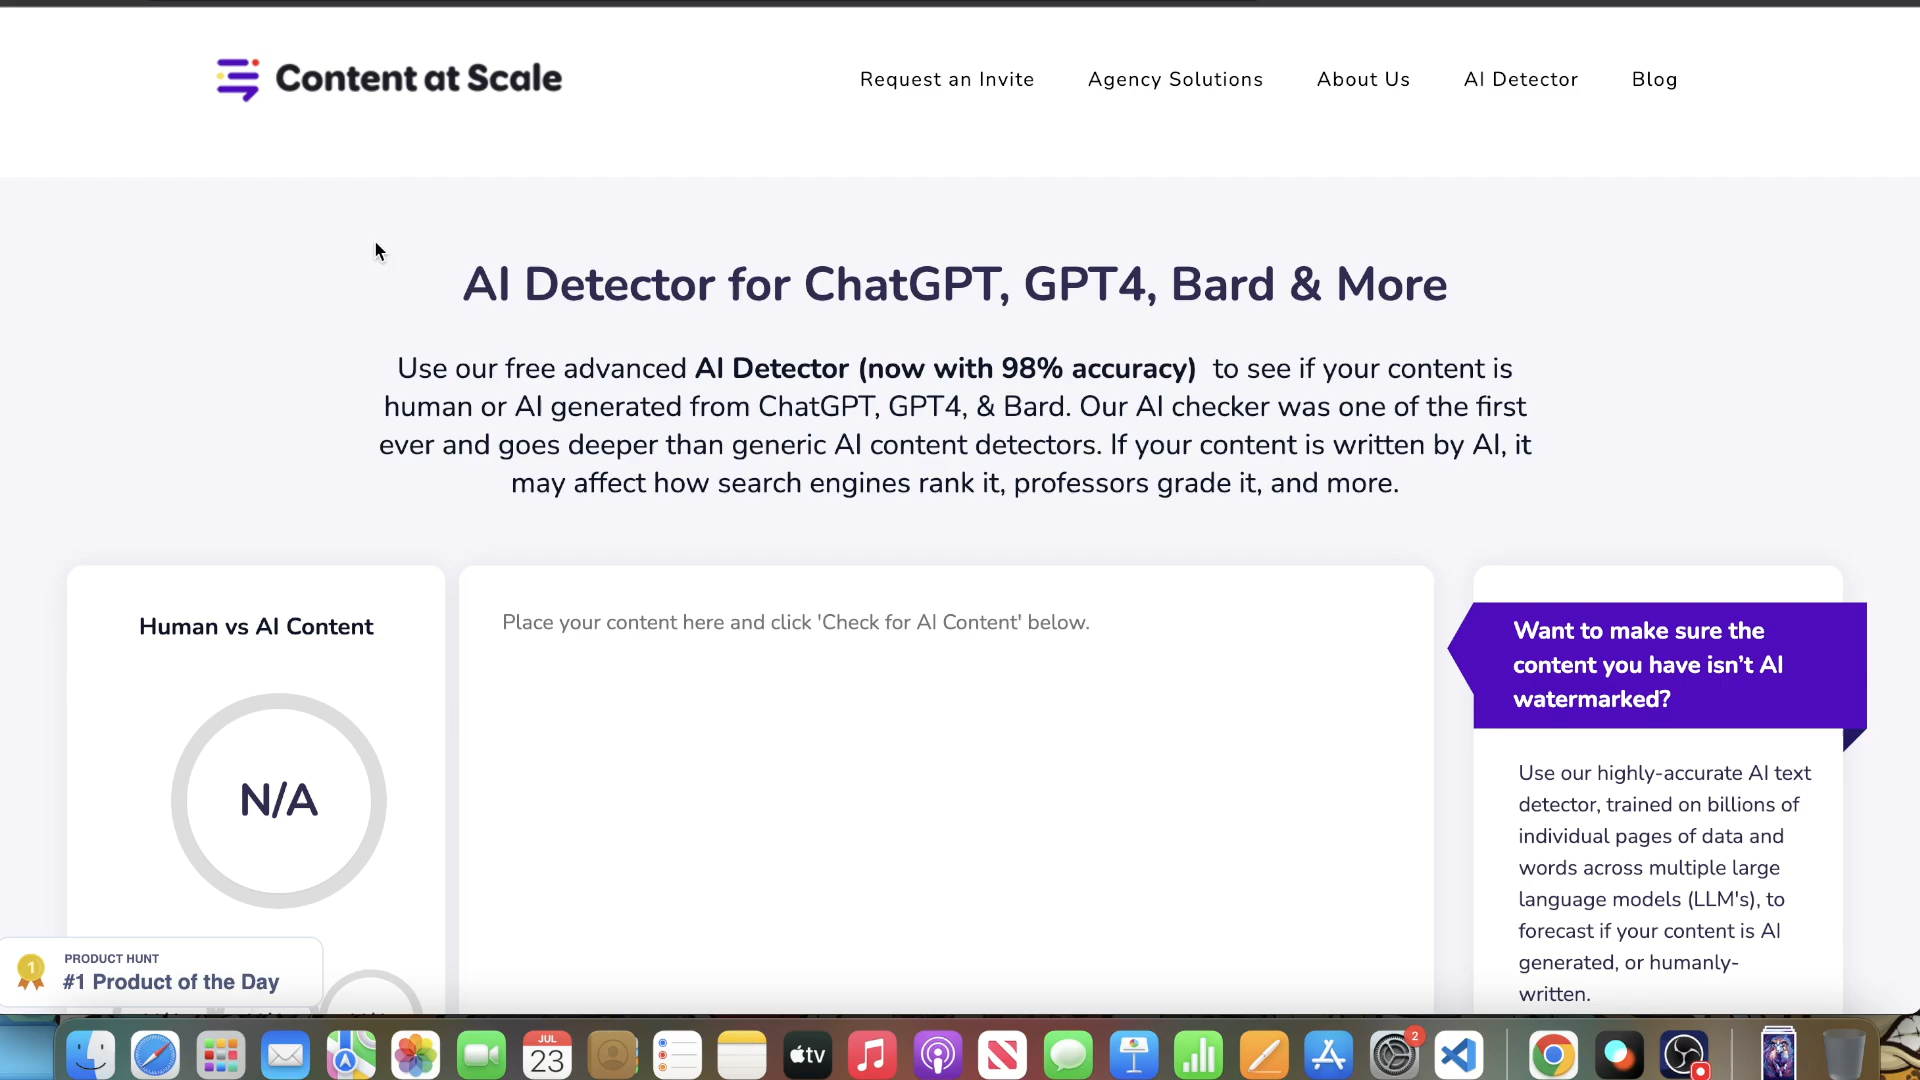 Content at Scale
Request an Invite
Agency Solutions
About Us
AI Detector
Blog
AI Detector for ChatGPT, GPT4, Bard & More
Use our free advanced AI Detector (now with 98% accuracy) to see if your content is
human or AI generated from ChatGPT, GPT4, & Bard. Our AI checker was one of the first
ever and goes deeper than generic AI content detectors. If your content is written by AI, it
may affect how search engines rank it, professors grade it, and more.
Human vs AI Content
N/A
Place your content here and click 'Check for AI Content' below.
Want to make sure the
content you have isn’t AI
watermarked?
Use our highly-accurate AI text
detector, trained on billions of
individual pages of data and
words across multiple large
language models (LLM's), to
forecast if your content is AI
generated, or humanly-
written.
1
PRODUCT HUNT
#1 Product of the Day
JUL
23
tv
2